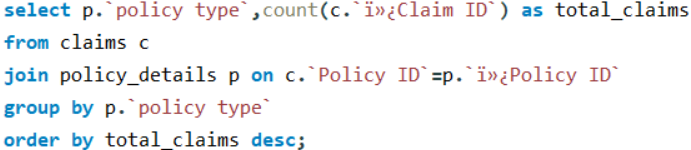 select p.`policy type`,count(c.`ï»¿Claim ID`) as total_claims
from claims c
join policy_details p on c.`Policy ID`=p.`ï»¿Policy ID`
group by p.`policy type`
order by total_claims desc;